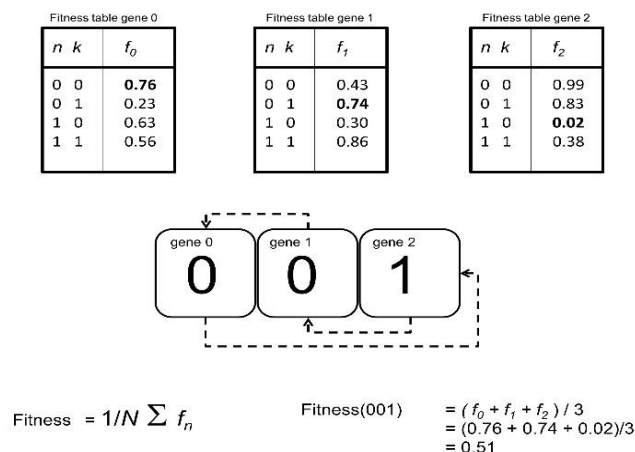 Fitness table gene 0
n k f0
0 0 0.76
0 1 0.23
1 0 0.63
1 1 0.56
Fitness table gene 1
n k f1
0 0 0.43
0 1 0.74
1 0 0.30
1 1 0.86
Fitness table gene 2
n k f2
0 0 0.99
0 1 0.83
1 0 0.02
1 1 0.38
gene 0
0
gene 1
0
gene 2
1
Fitness = 1/N ∑ fn
Fitness(001) = (f0 + f1 + f2) / 3
= (0.76 + 0.74 + 0.02)/3
= 0.51